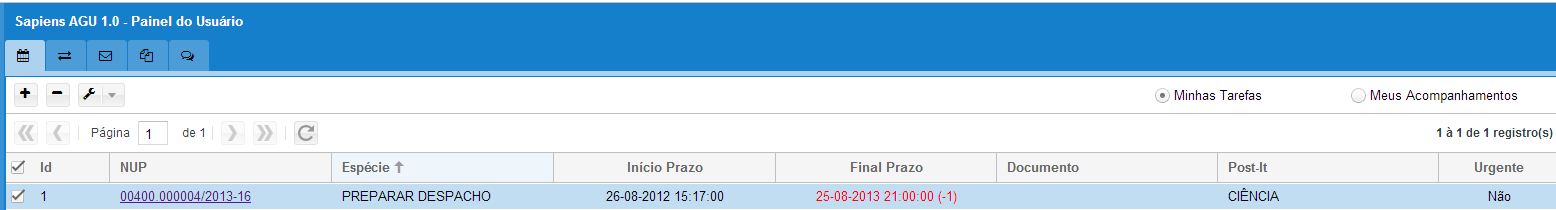 Sapiens AGU 1.0 - Painel do Usuário
Minhas Tarefas Meus Acompanhamentos
Página 1 de 1 1 à 1 de 1 registro(s)
Id NUP Espécie Início Prazo Final Prazo Documento Post-It Urgente
1 00400.000004/2013-16 PREPARAR DESPACHO 26-08-2012 15:17:00 25-08-2013 21:00:00 (-1) CIÊNCIA Não